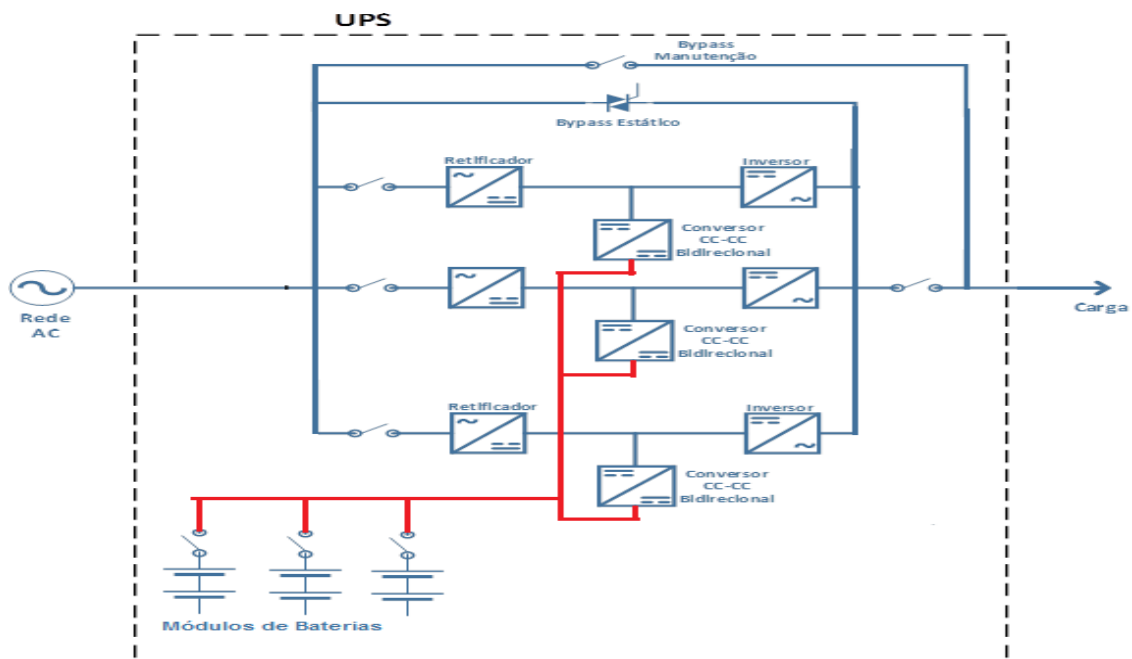 UPS
Bypass
Manutenção
Bypass Estático
Retificador
Inversor
Conversor
CC-CC
Bidirecional
Rede
AC
Carga
Conversor
CC-CC
Bidirecional
Retificador
Inversor
Conversor
CC-CC
Bidirecional
Módulos de Baterias